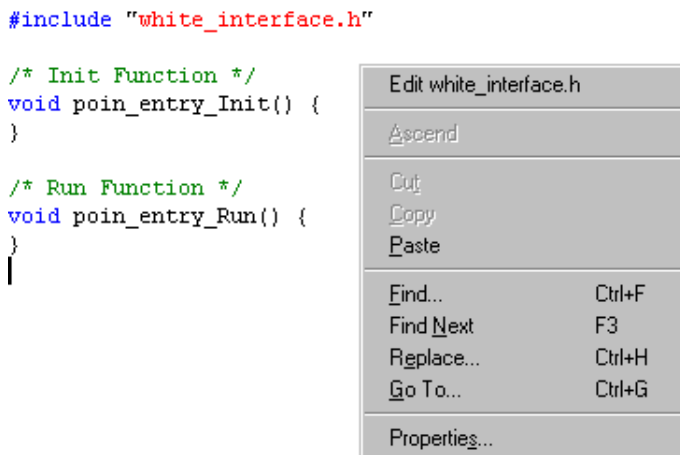 #include "white_interface.h"
/* Init Function */
void poin_entry_Init() {
}
/* Run Function */
void poin_entry_Run() {
}
Edit white_interface.h
Ascend
Cut
Copy
Paste
Find... Ctrl+F
Find Next F3
Replace... Ctrl+H
Go To... Ctrl+G
Properties...